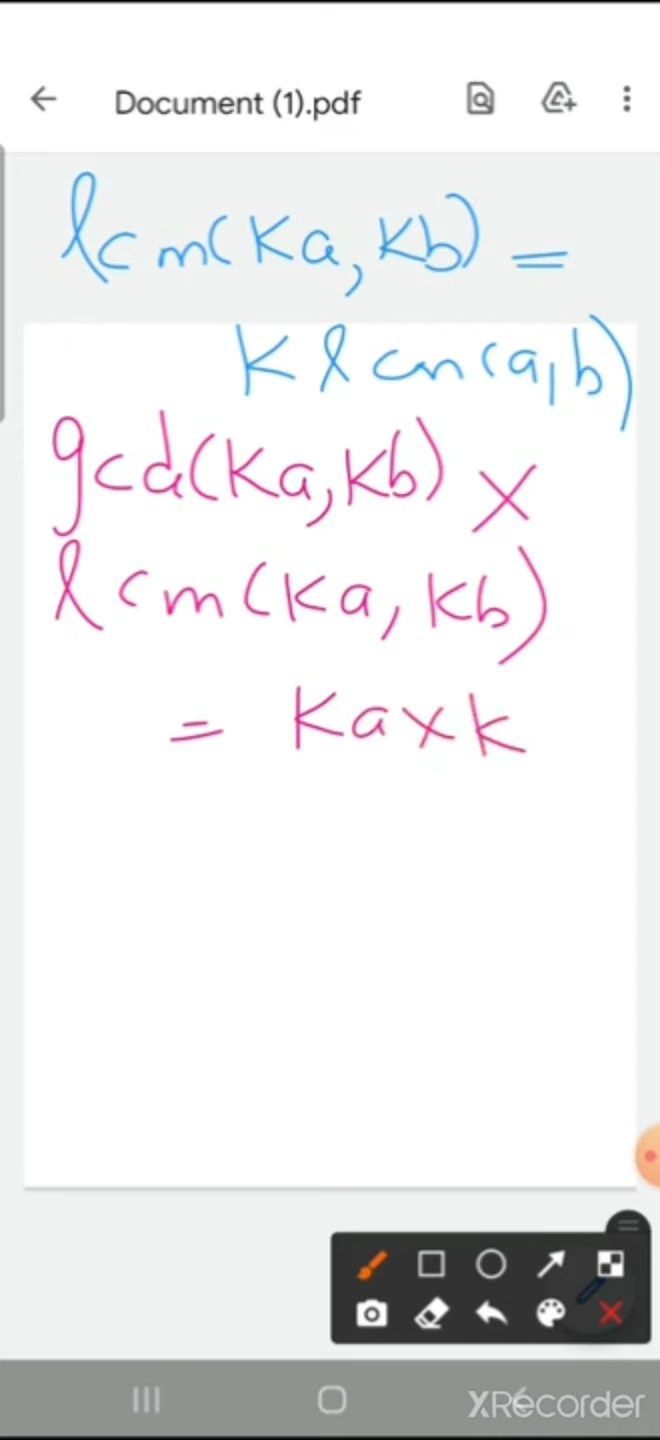 Document (1).pdf
lcm(Ka, Kb) =
K lcm(a,b)
gcd(Ka, Kb) ×
lcm(Ka, Kb)
= Ka×k
XRecorder